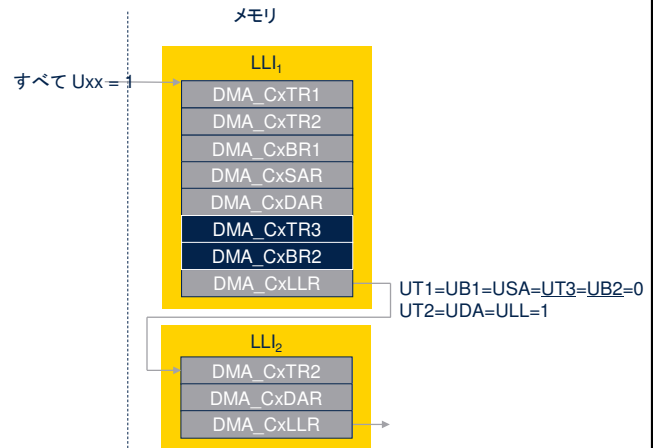 メモリ
LLI1
すべて Uxx = 1
DMA_CxTR1
DMA_CxTR2
DMA_CxBR1
DMA_CxSAR
DMA_CxDAR
DMA_CxTR3
DMA_CxBR2
DMA_CxLLR
UT1=UB1=USA=UT3=UB2=0
UT2=UDA=ULL=1
LLI2
DMA_CxTR2
DMA_CxDAR
DMA_CxLLR